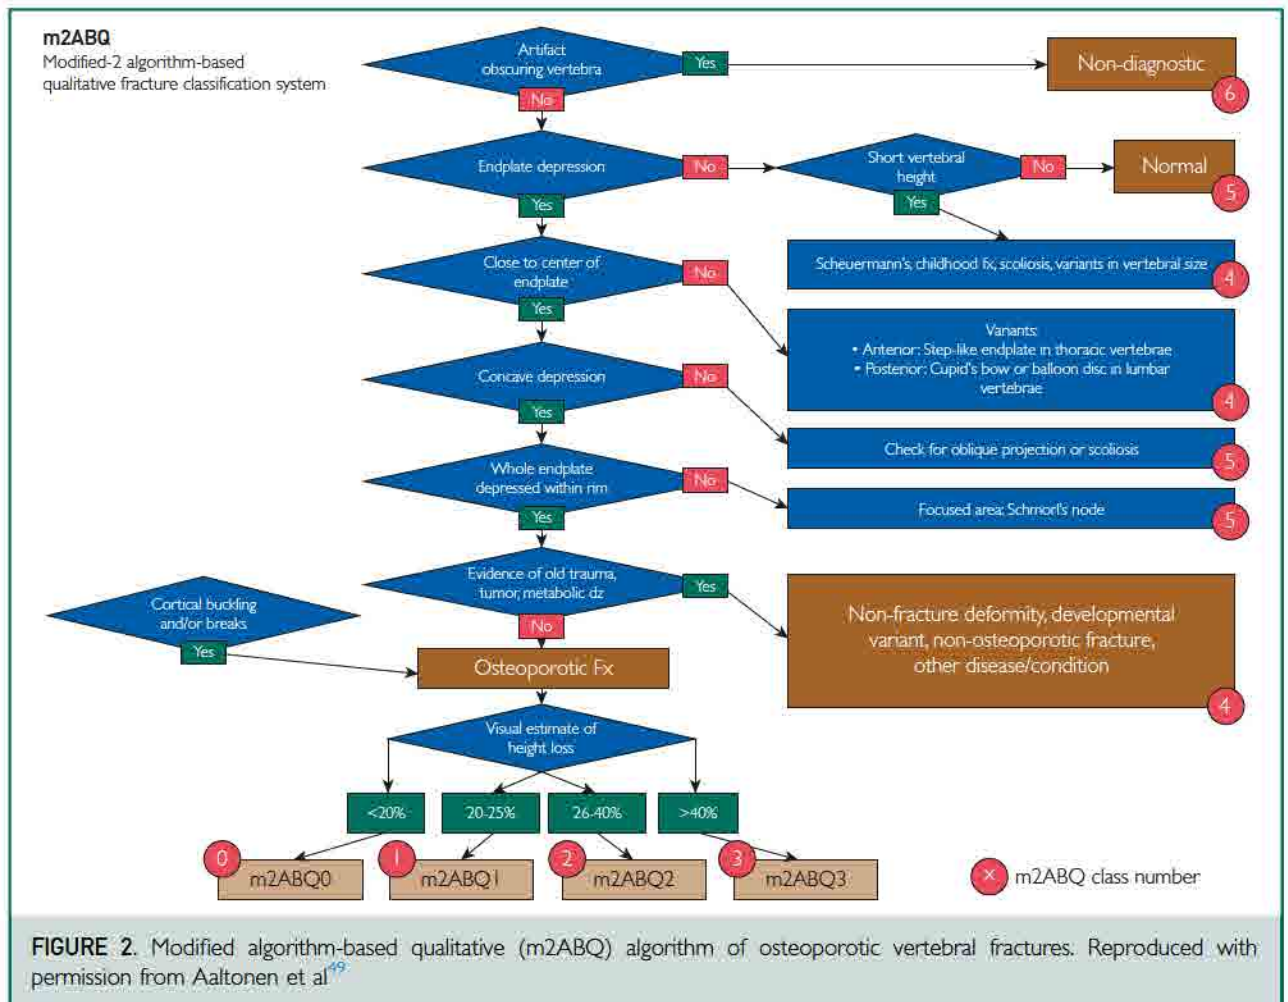 m2ABQ
Modified-2 algorithm-based
qualitative fracture classification system
Artifact
obscuring vertebra
Yes
Non-diagnostic
6
No
Endplate depression
No
Short vertebral
height
No
Normal
5
Yes
Yes
Close to center of
endplate
No
Scheuermann's, childhood fx, scoliosis, variants in vertebral size
4
Yes
Variants:
• Anterior: Step-like endplate in thoracic vertebrae
• Posterior: Cupid's bow or balloon disc in lumbar
vertebrae
4
Concave depression
No
Yes
Check for oblique projection or scoliosis
5
Whole endplate
depressed within rim
No
Yes
Focused area: Schmorl's node
5
Evidence of old trauma,
tumor, metabolic dz
Yes
No
Non-fracture deformity, developmental
variant, non-osteoporotic fracture,
other disease/condition
4
Cortical buckling
and/or breaks
Yes
Osteoporotic Fx
Visual estimate of
height loss
<20%
20-25%
26-40%
>40%
0
m2ABQ0
1
m2ABQ1
2
m2ABQ2
3
m2ABQ3
× m2ABQ class number
FIGURE 2. Modified algorithm-based qualitative (m2ABQ) algorithm of osteoporotic vertebral fractures. Reproduced with
permission from Aaltonen et al49